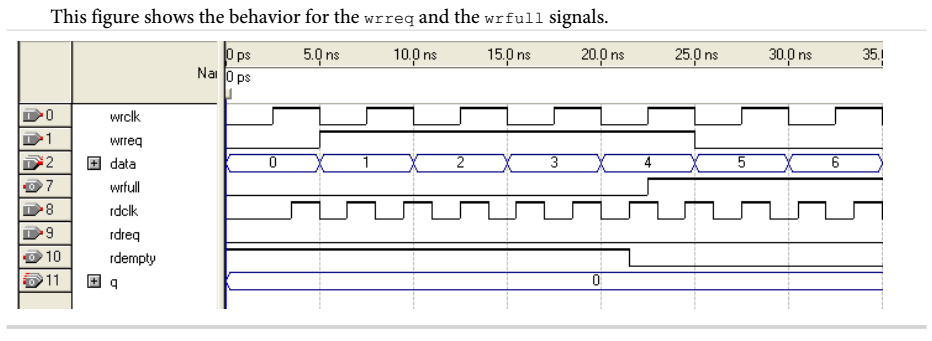 This figure shows the behavior for the wrreq and the wrfull signals.
0 ps 5.0 ns 10.0 ns 15.0 ns 20.0 ns 25.0 ns 30.0 ns 35.
Nar 0 ps
0 wrclk
1 wrreq
2 data 0 1 2 3 4 5 6
7 wrfull
8 rdclk
9 rdreq
10 rdempty
11 q 0